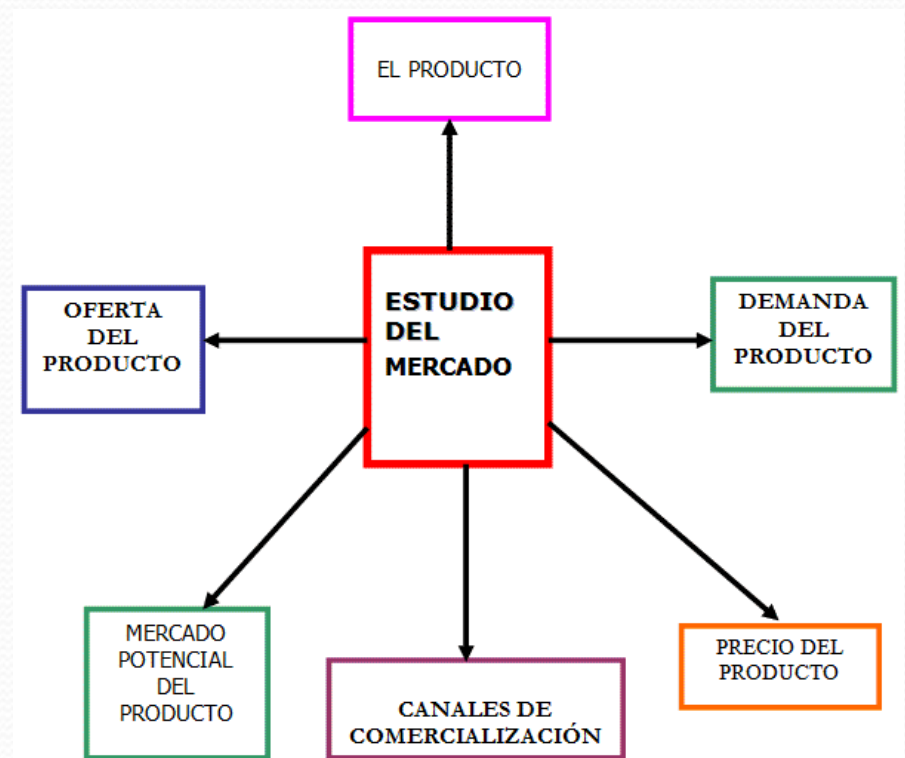 EL PRODUCTO
ESTUDIO
DEL
MERCADO
OFERTA
DEL
PRODUCTO
DEMANDA
DEL
PRODUCTO
MERCADO
POTENCIAL
DEL
PRODUCTO
CANALES DE
COMERCIALIZACIÓN
PRECIO DEL
PRODUCTO